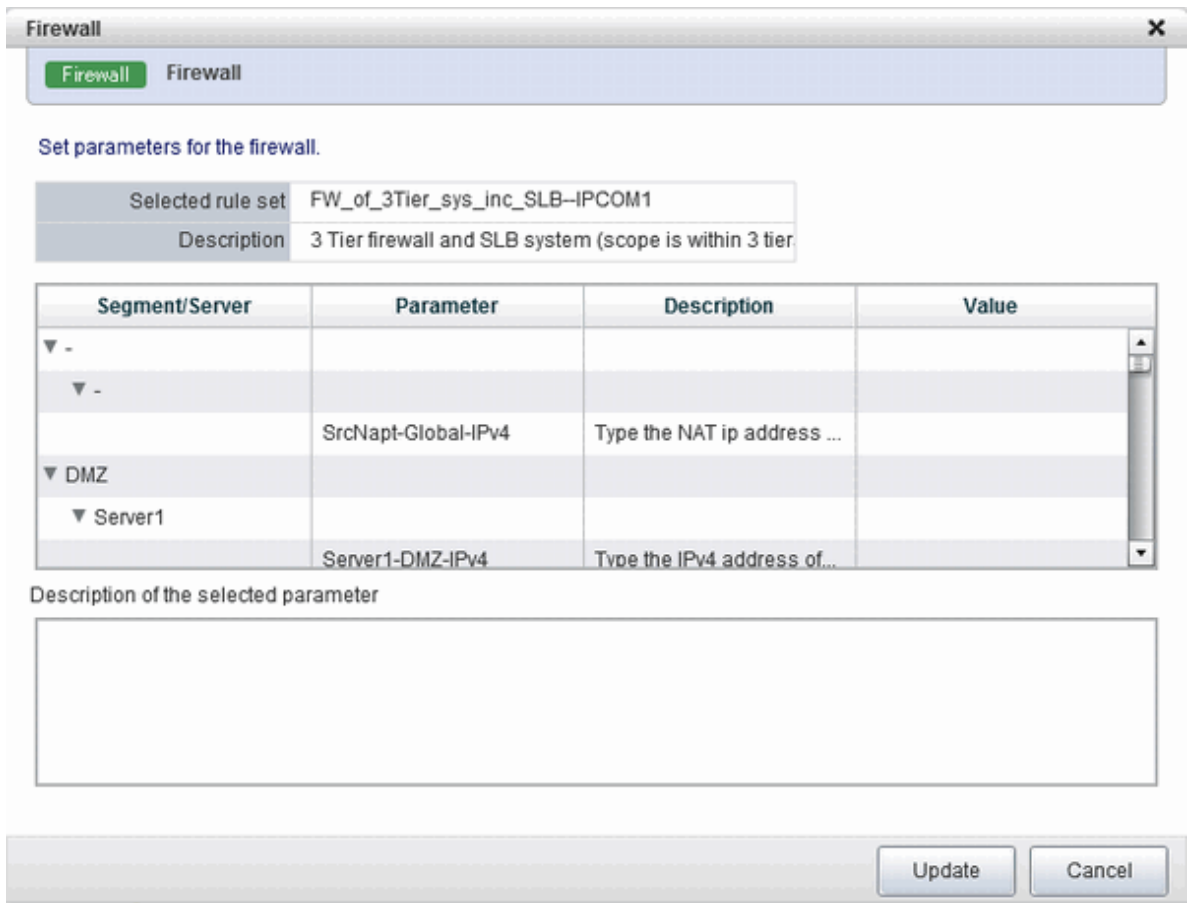 Firewall
Firewall Firewall
Set parameters for the firewall.
Selected rule set FW_of_3Tier_sys_inc_SLB--IPCOM1
Description 3 Tier firewall and SLB system (scope is within 3 tier
Segment/Server Parameter Description Value
-
-
SrcNapt-Global-IPv4 Type the NAT ip address ...
DMZ
Server1
Server1-DMZ-IPv4 Type the IPv4 address of...
Description of the selected parameter
Update Cancel